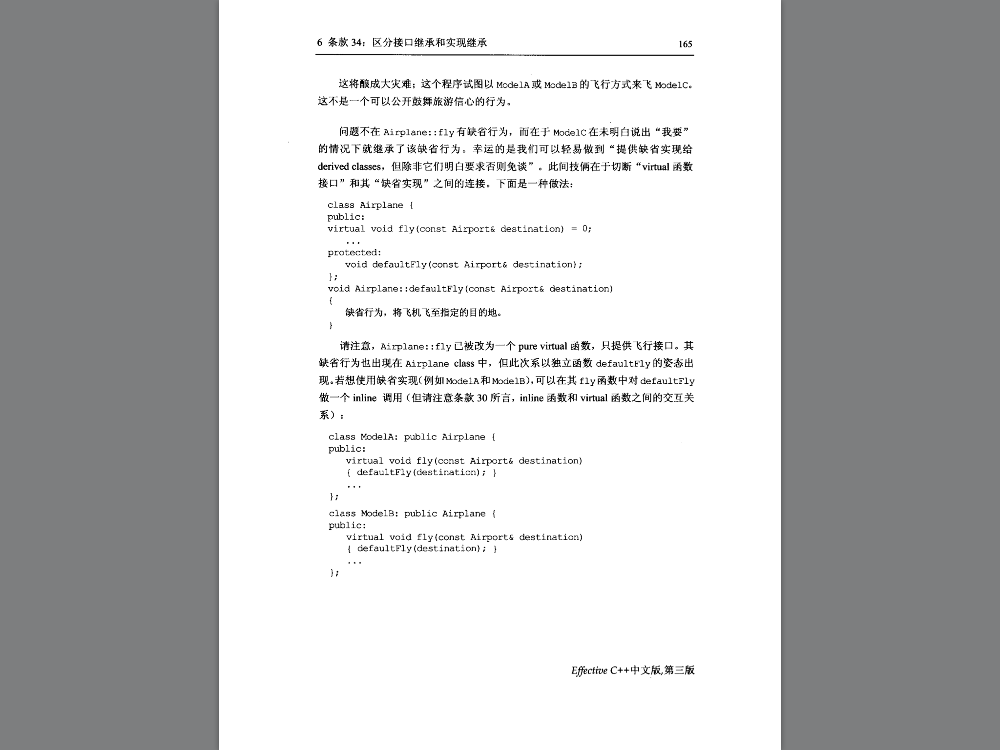 6 条款 34：区分接口继承和实现继承 165
这将酿成大灾难；这个程序试图以 ModelA 或 ModelB 的飞行方式来飞 ModelC。
这不是一个可以公开鼓舞旅游信心的行为。
问题不在 Airplane::fly 有缺省行为，而在于 ModelC 在未明白说出“我要”
的情况下就继承了该缺省行为。幸运的是我们可以轻易做到“提供缺省实现给
derived classes，但除非它们明白要求否则免谈”。此间技俩在于切断“virtual 函数
接口”和其“缺省实现”之间的连接。下面是一种做法：
class Airplane {
public:
virtual void fly(const Airport& destination) = 0;
...
protected:
void defaultFly(const Airport& destination);
};
void Airplane::defaultFly(const Airport& destination)
{
缺省行为，将飞机飞至指定的目的地。
}
请注意，Airplane::fly 已被改为一个 pure virtual 函数，只提供飞行接口。其
缺省行为也出现在 Airplane class 中，但此次系以独立函数 defaultFly 的姿态出
现。若想使用缺省实现（例如 ModelA 和 ModelB），可以在其 fly 函数中对 defaultFly
做一个 inline 调用（但请注意条款 30 所言，inline 函数和 virtual 函数之间的交互关
系）：
class ModelA: public Airplane {
public:
virtual void fly(const Airport& destination)
{ defaultFly(destination); }
...
};
class ModelB: public Airplane {
public:
virtual void fly(const Airport& destination)
{ defaultFly(destination); }
...
};
Effective C++中文版,第三版